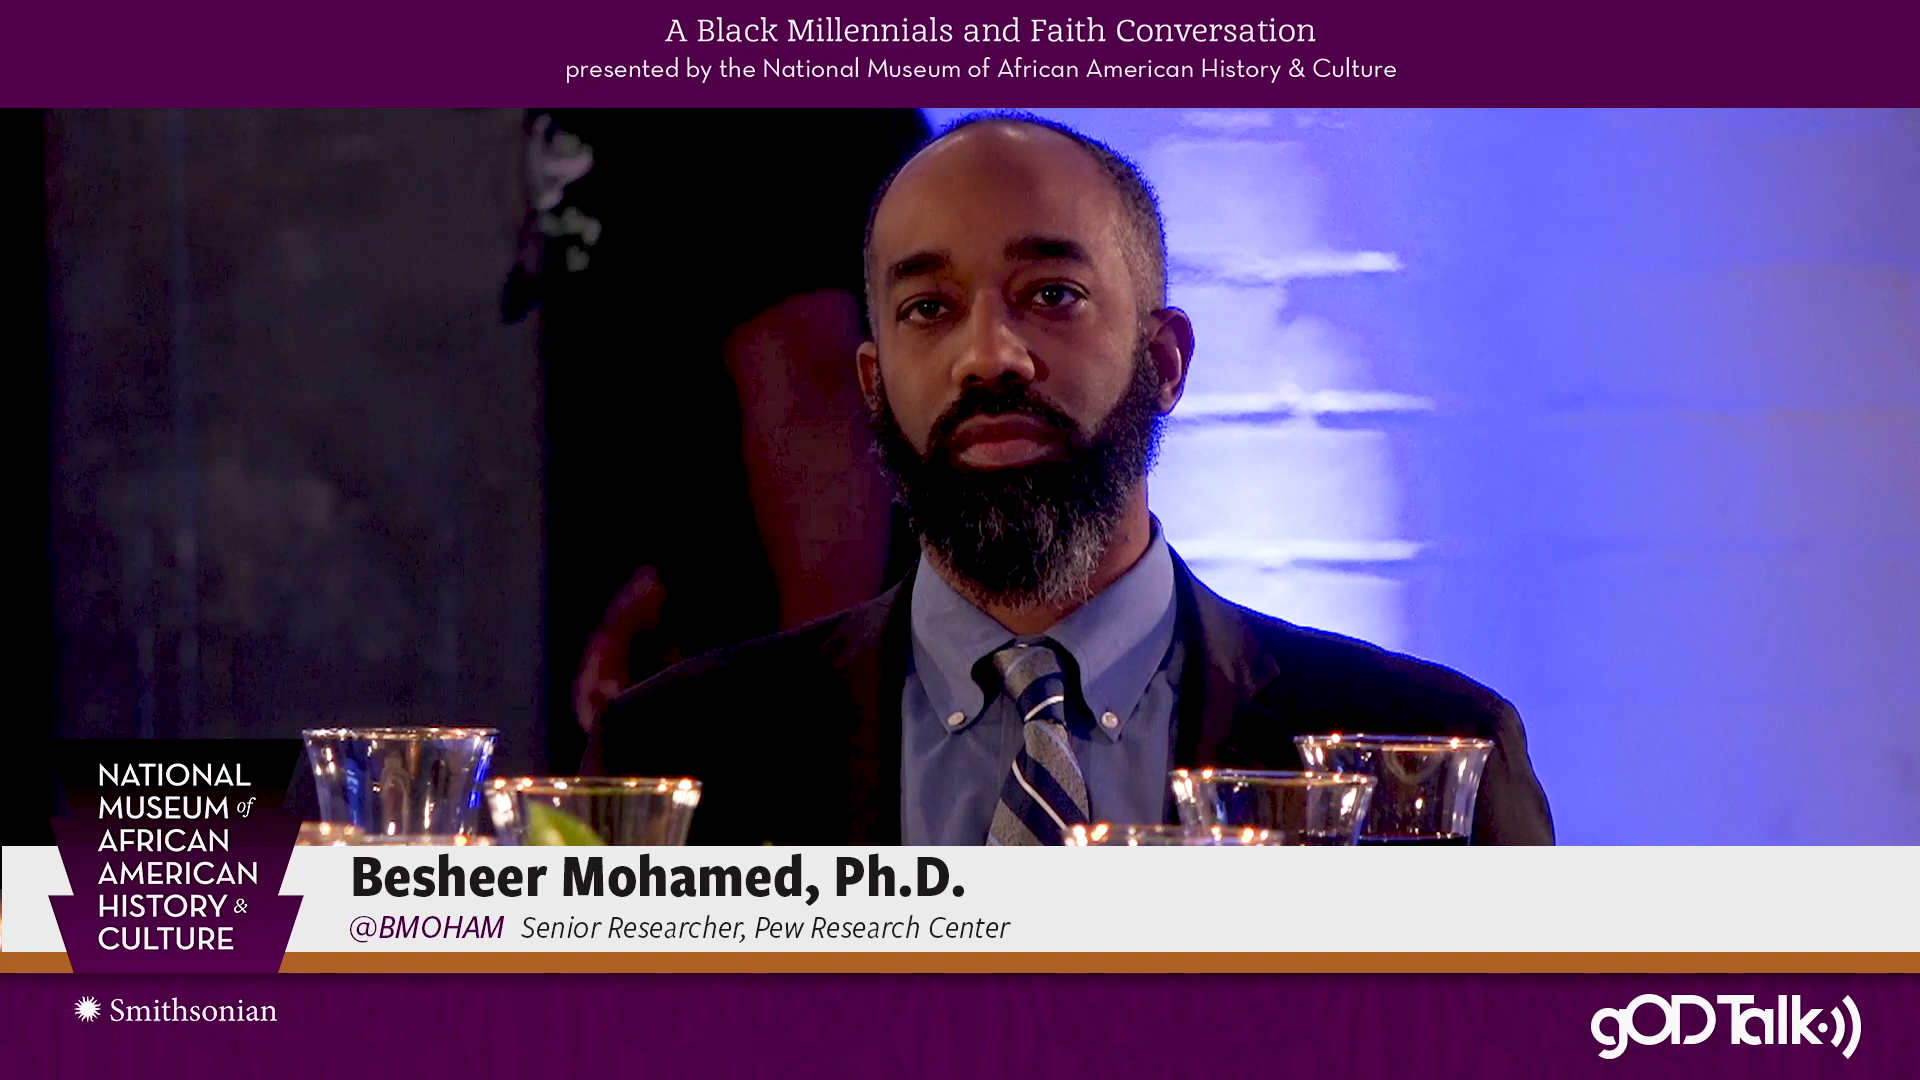 A Black Millennials and Faith Conversation
presented by the National Museum of African American History & Culture
NATIONAL
MUSEUM of
AFRICAN
AMERICAN
HISTORY &
CULTURE
Besheer Mohamed, Ph.D.
@BMOHAM Senior Researcher, Pew Research Center
Smithsonian
gODTalk